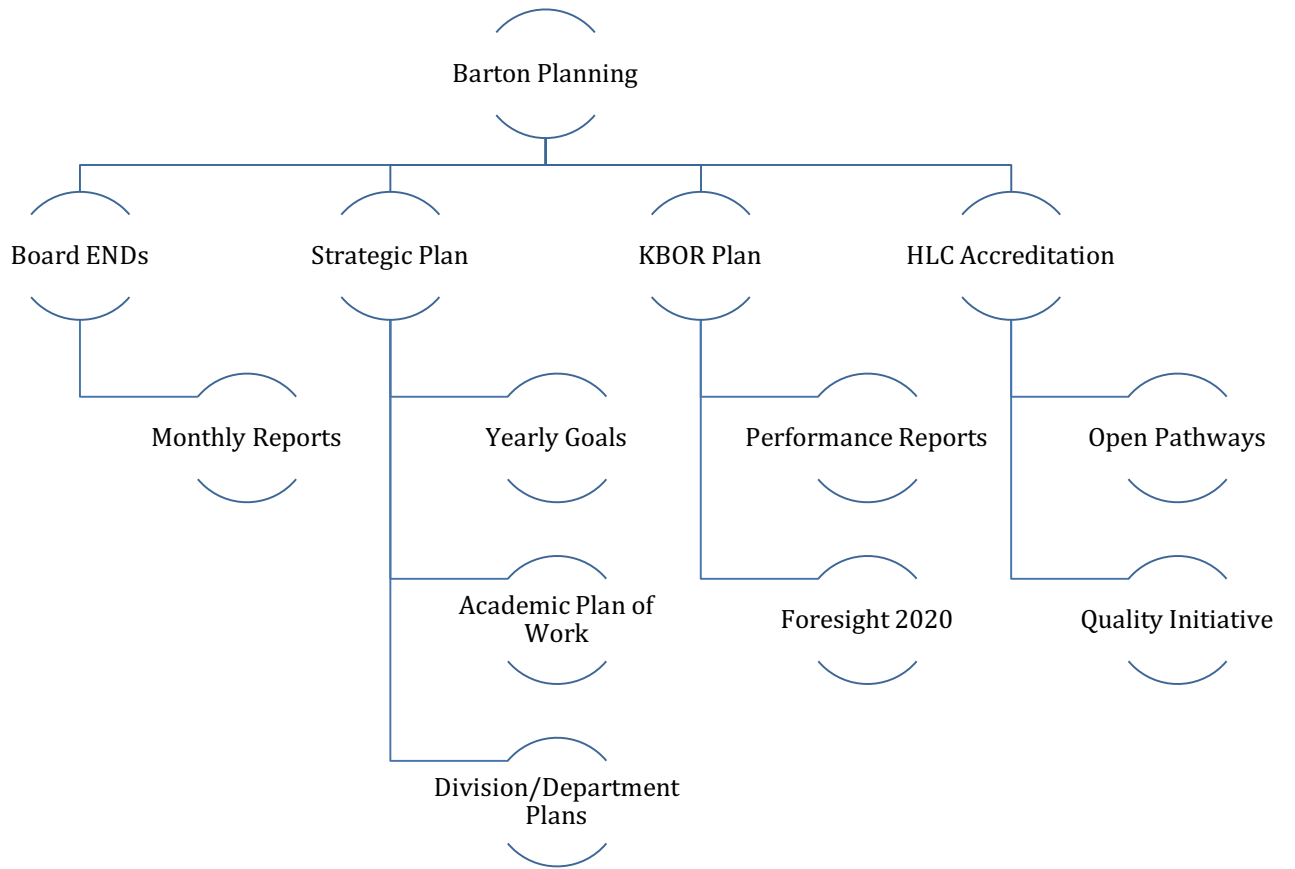 Barton Planning
Board ENDs
Strategic Plan
KBOR Plan
HLC Accreditation
Monthly Reports
Yearly Goals
Performance Reports
Open Pathways
Academic Plan of
Work
Foresight 2020
Quality Initiative
Division/Department
Plans